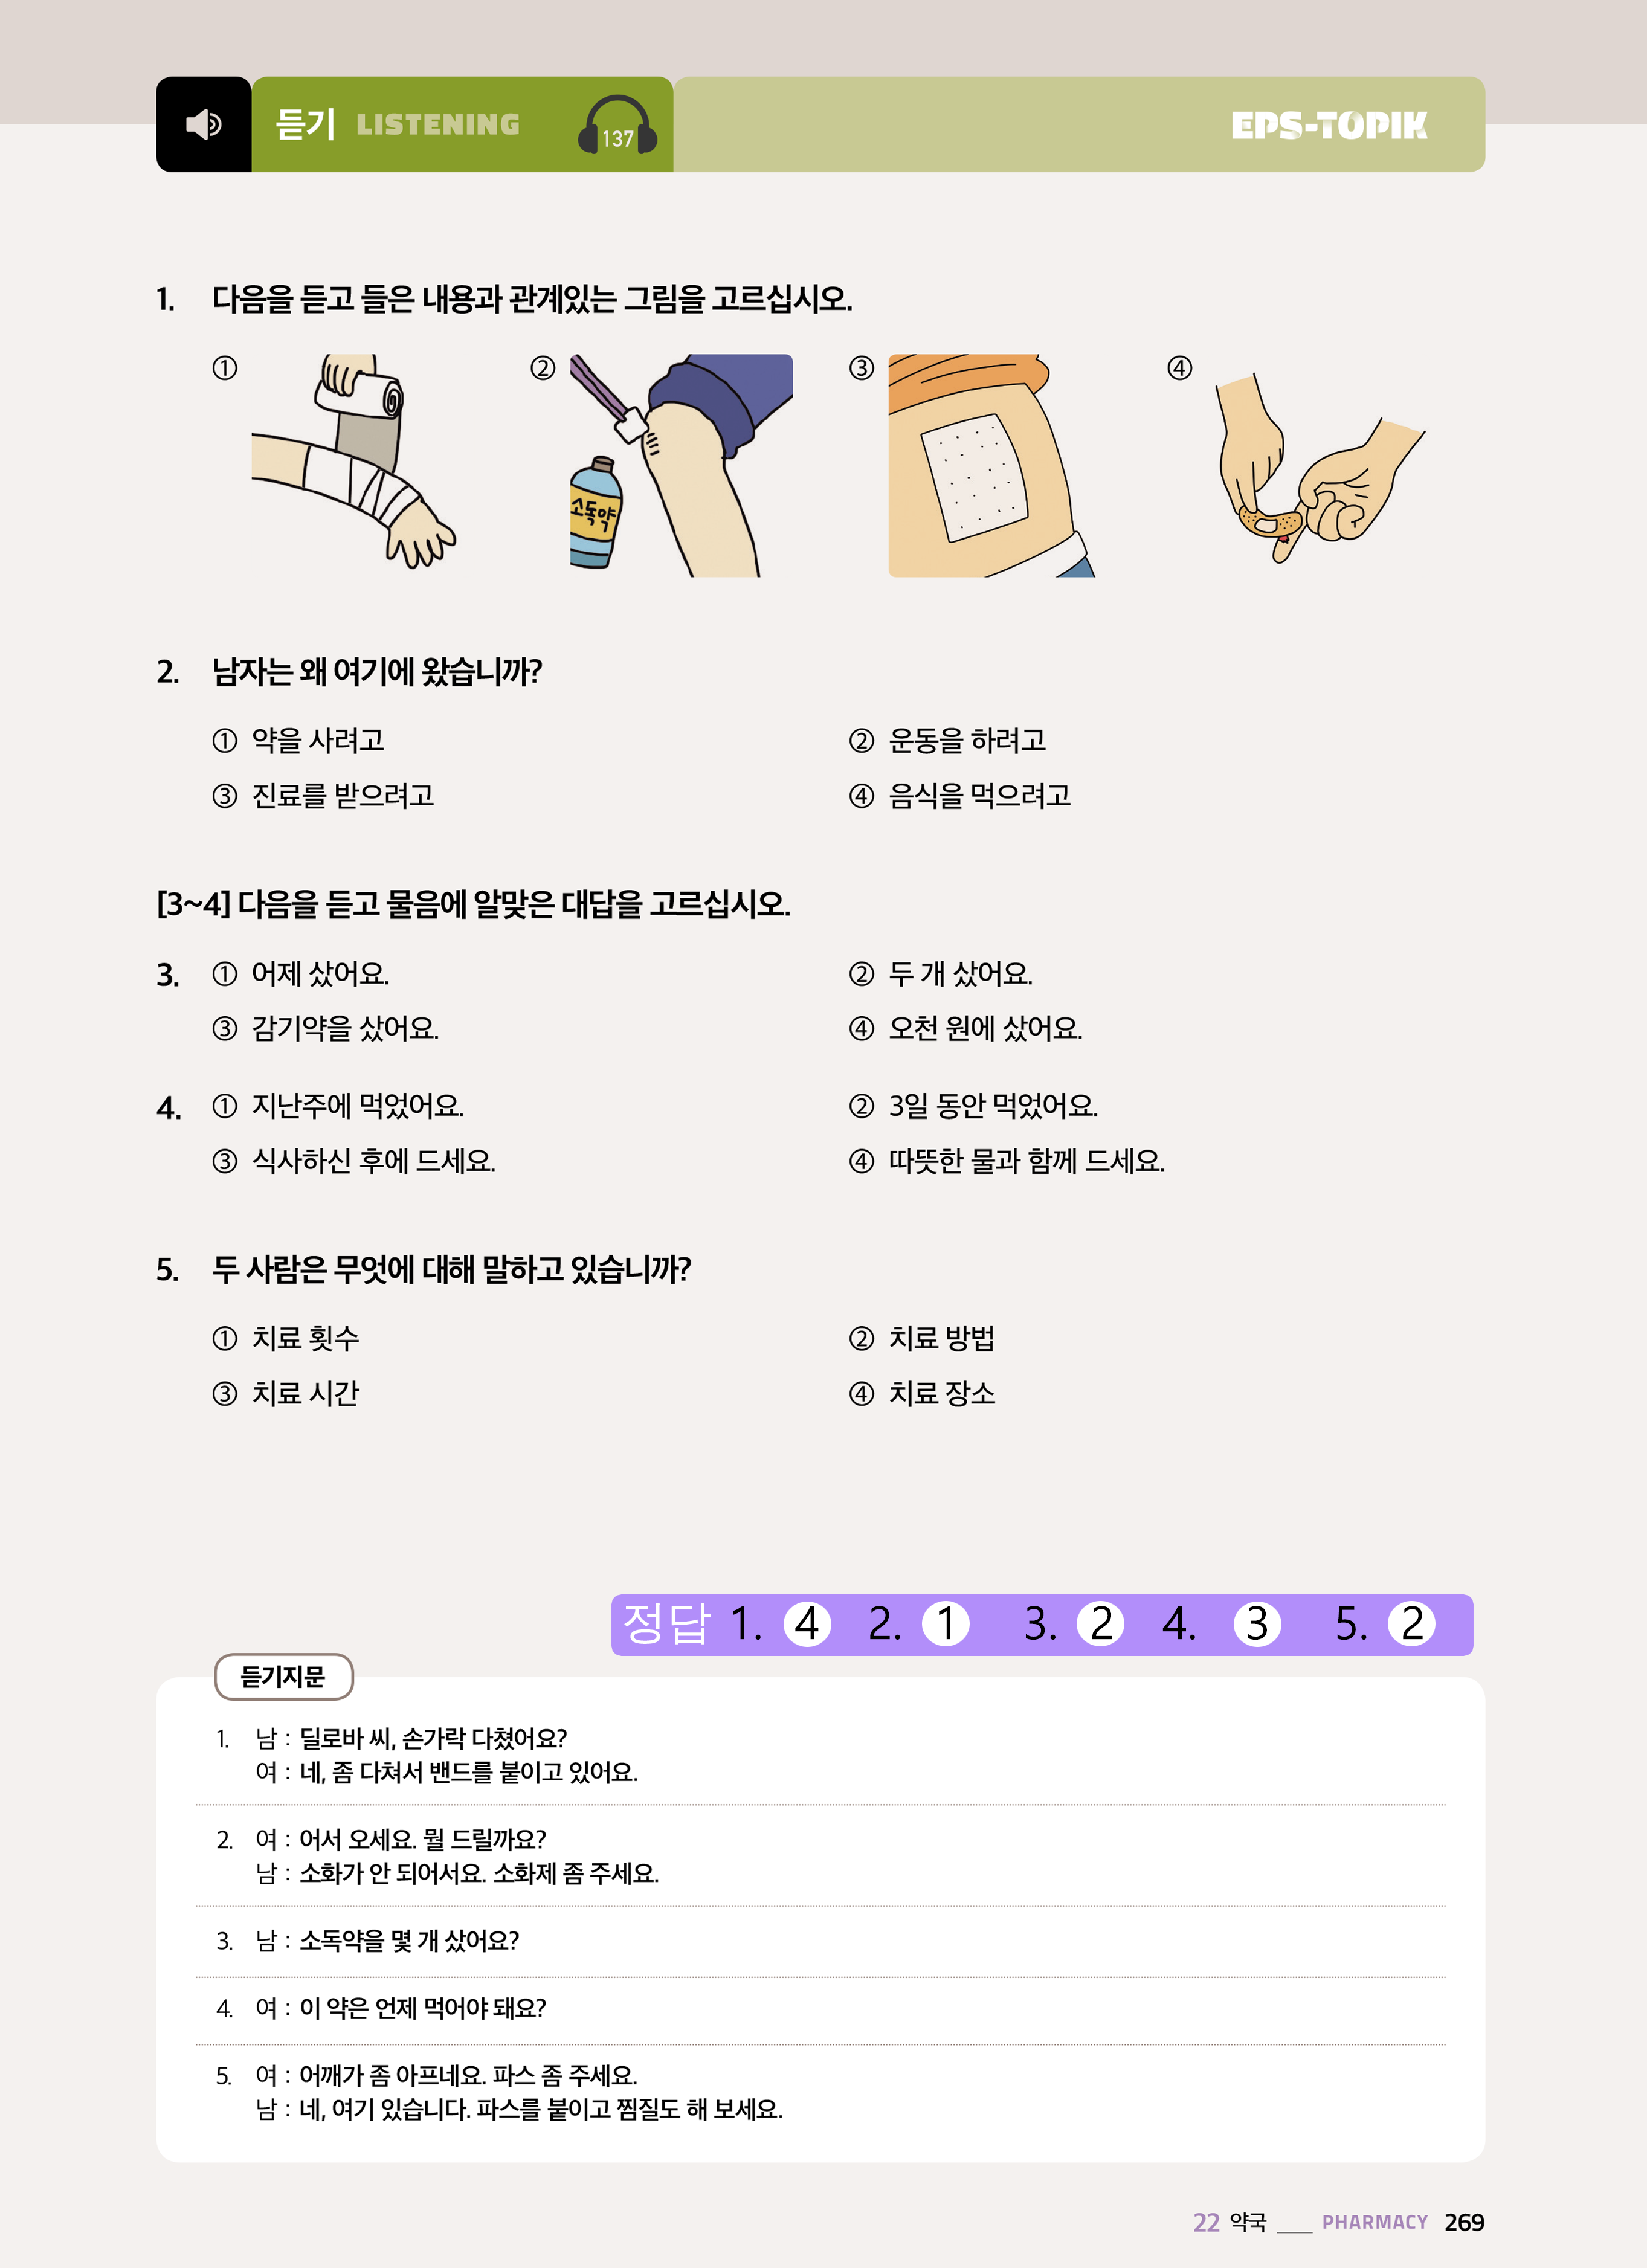 듣기 LISTENING 137 EPS-TOPIK
1. 다음을 듣고 들은 내용과 관계있는 그림을 고르십시오.
① ② ③ ④
소독약
2. 남자는 왜 여기에 왔습니까?
① 약을 사려고 ② 운동을 하려고
③ 진료를 받으려고 ④ 음식을 먹으려고
[3~4] 다음을 듣고 물음에 알맞은 대답을 고르십시오.
3. ① 어제 샀어요. ② 두 개 샀어요.
③ 감기약을 샀어요. ④ 오천 원에 샀어요.
4. ① 지난주에 먹었어요. ② 3일 동안 먹었어요.
③ 식사하신 후에 드세요. ④ 따뜻한 물과 함께 드세요.
5. 두 사람은 무엇에 대해 말하고 있습니까?
① 치료 횟수 ② 치료 방법
③ 치료 시간 ④ 치료 장소
정답 1. 4 2. 1 3. 2 4. 3 5. 2
듣기지문
1. 남 : 딜로바 씨, 손가락 다쳤어요?
여 : 네, 좀 다쳐서 밴드를 붙이고 있어요.
2. 여 : 어서 오세요. 뭘 드릴까요?
남 : 소화가 안 되어서요. 소화제 좀 주세요.
3. 남 : 소독약을 몇 개 샀어요?
4. 여 : 이 약은 언제 먹어야 돼요?
5. 여 : 어깨가 좀 아프네요. 파스 좀 주세요.
남 : 네, 여기 있습니다. 파스를 붙이고 찜질도 해 보세요.
22 약국 ___ PHARMACY 269